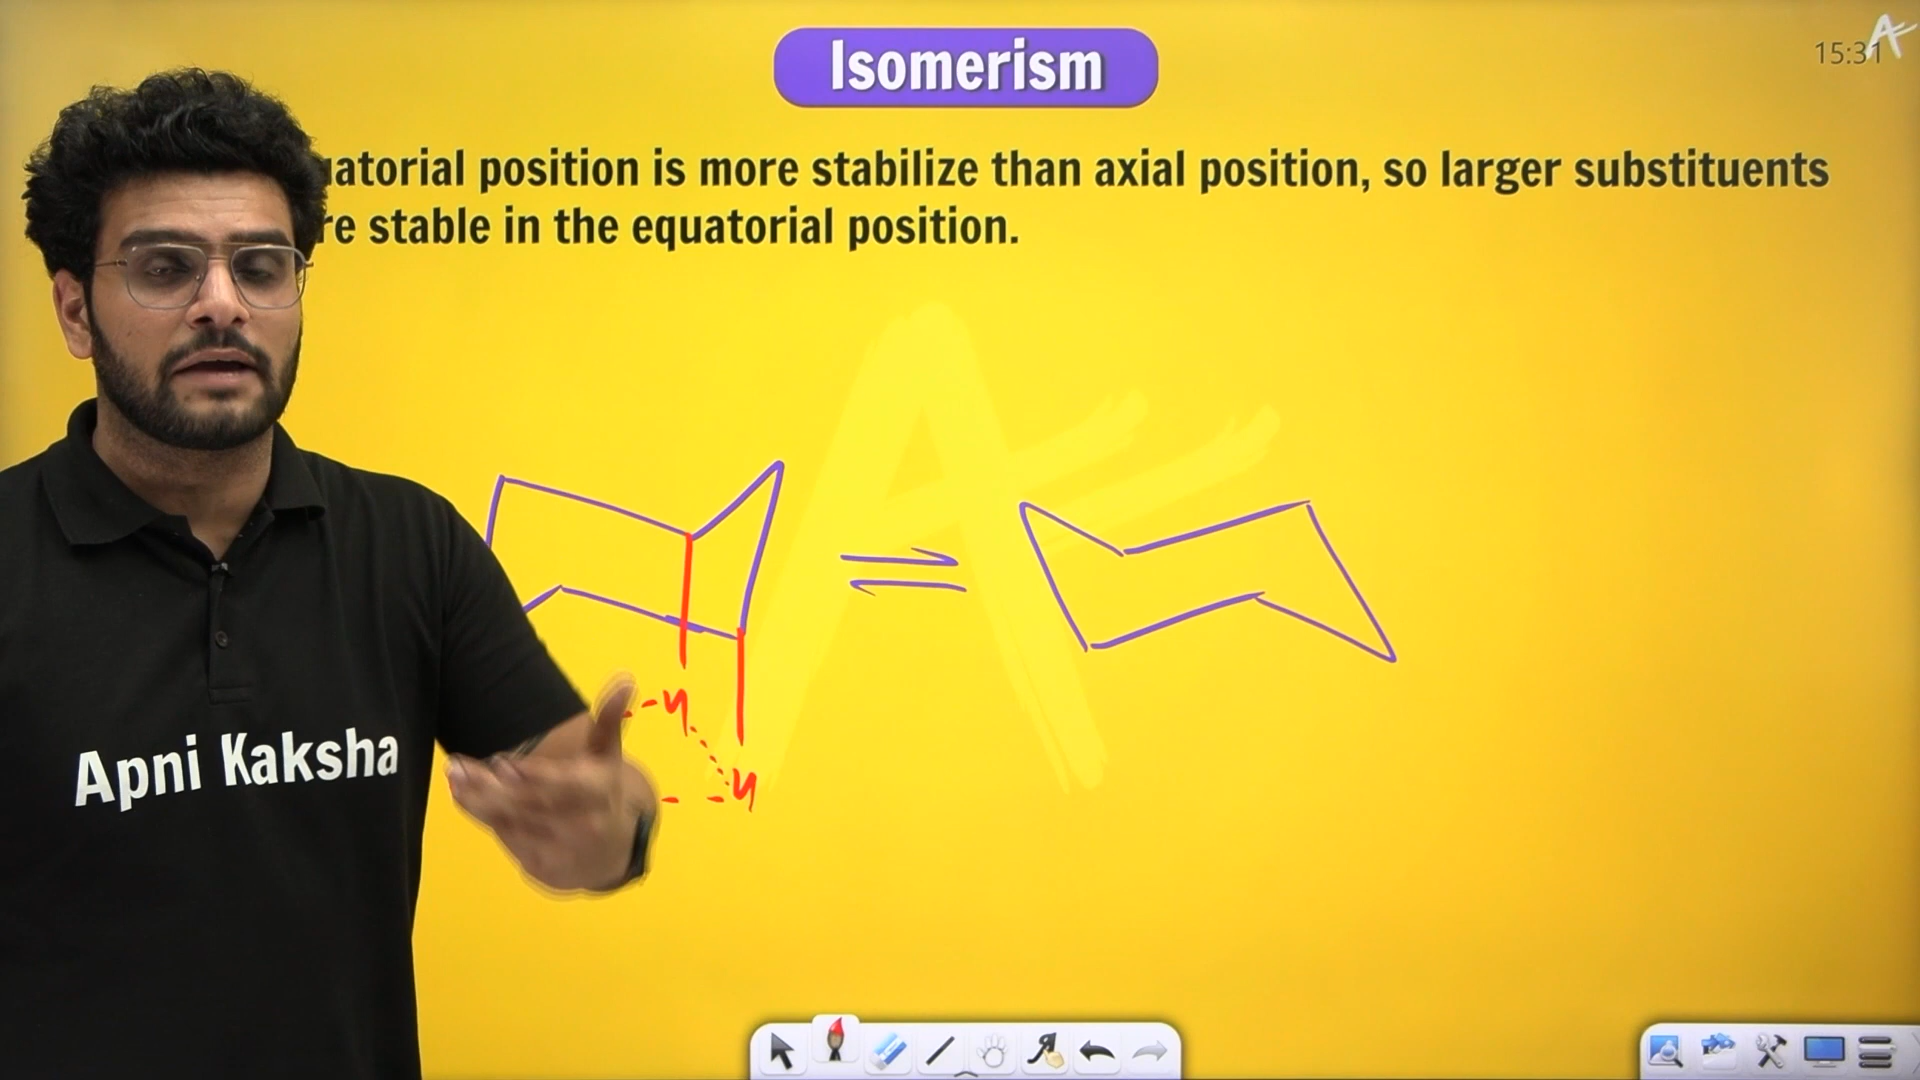 Isomerism
15:31
uatorial position is more stabilize than axial position, so larger substituents
re stable in the equatorial position.
Apni Kaksha